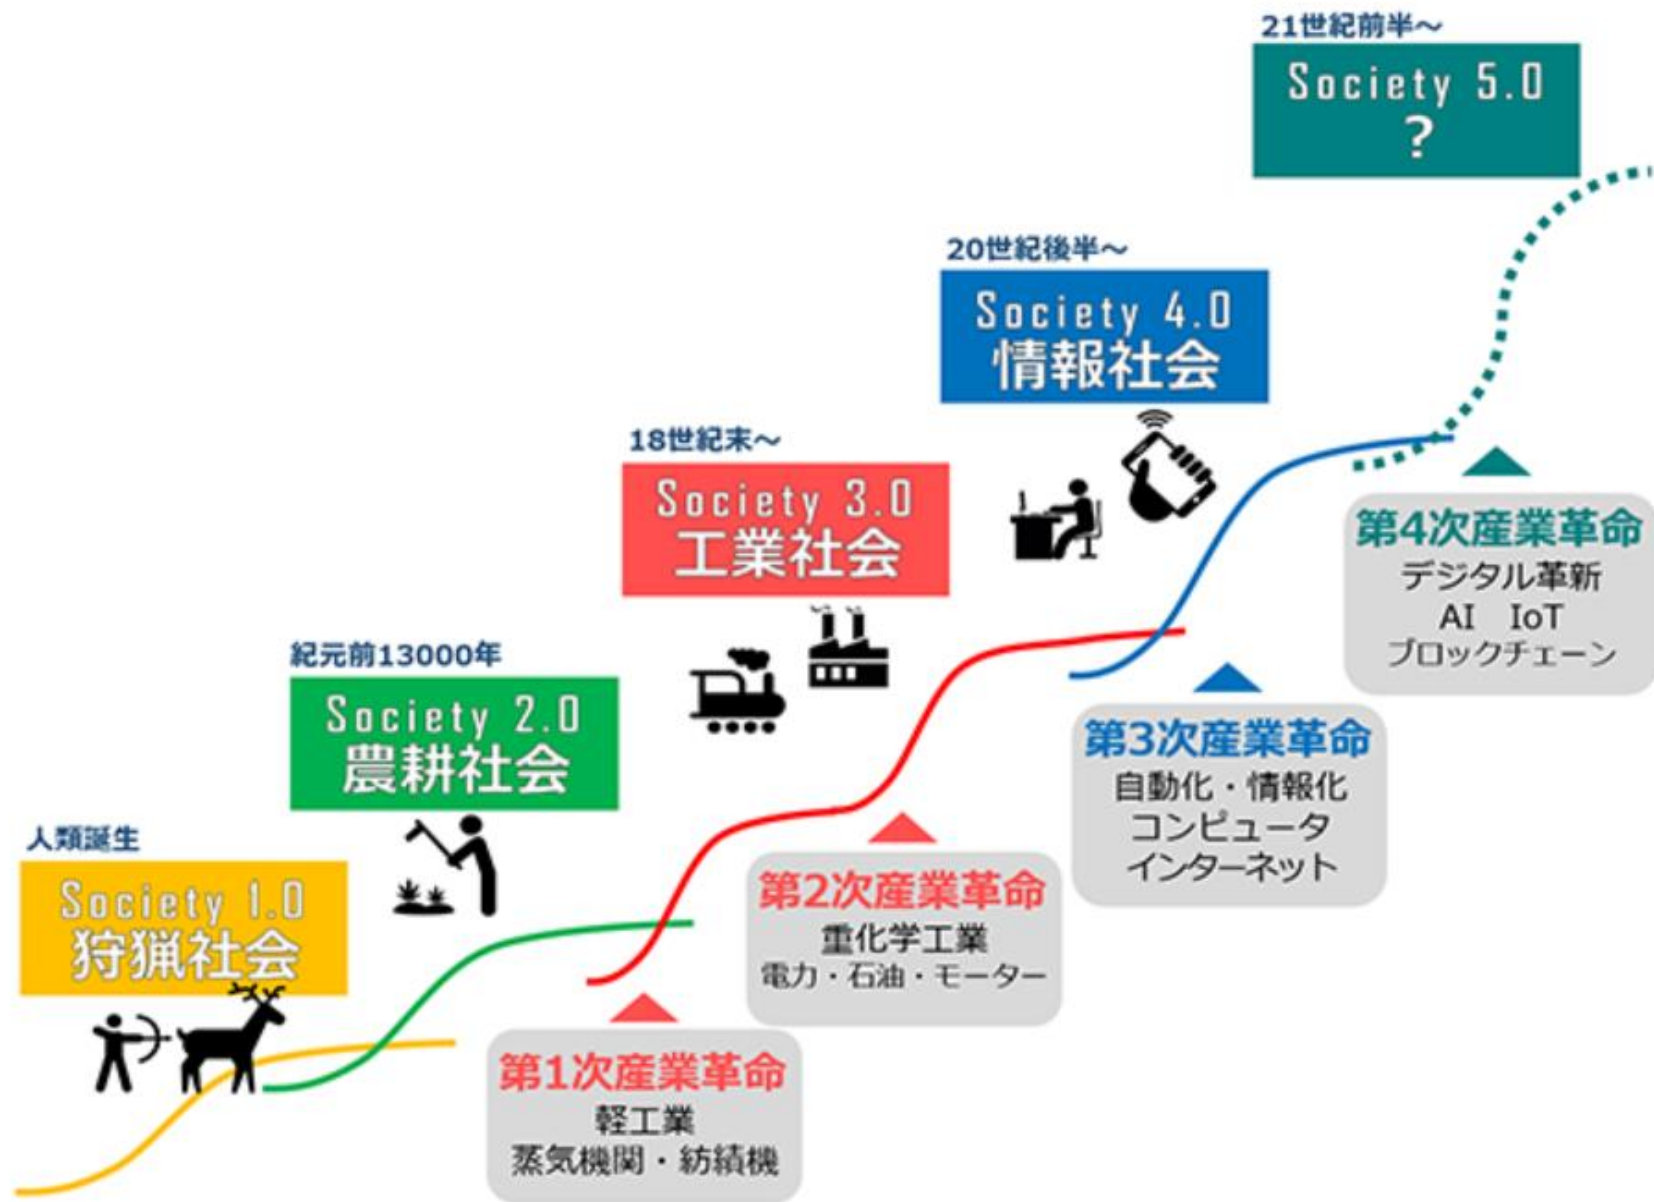 人類誕生
Society 1.0
狩猟社会
紀元前13000年
Society 2.0
農耕社会
18世紀末~
Society 3.0
工業社会
20世紀後半~
Society 4.0
情報社会
21世紀前半~
Society 5.0
?
第1次産業革命
軽工業
蒸気機関・紡績機
第2次産業革命
重化学工業
電力・石油・モーター
第3次産業革命
自動化・情報化
コンピュータ
インターネット
第4次産業革命
デジタル革新
AI IoT
ブロックチェーン